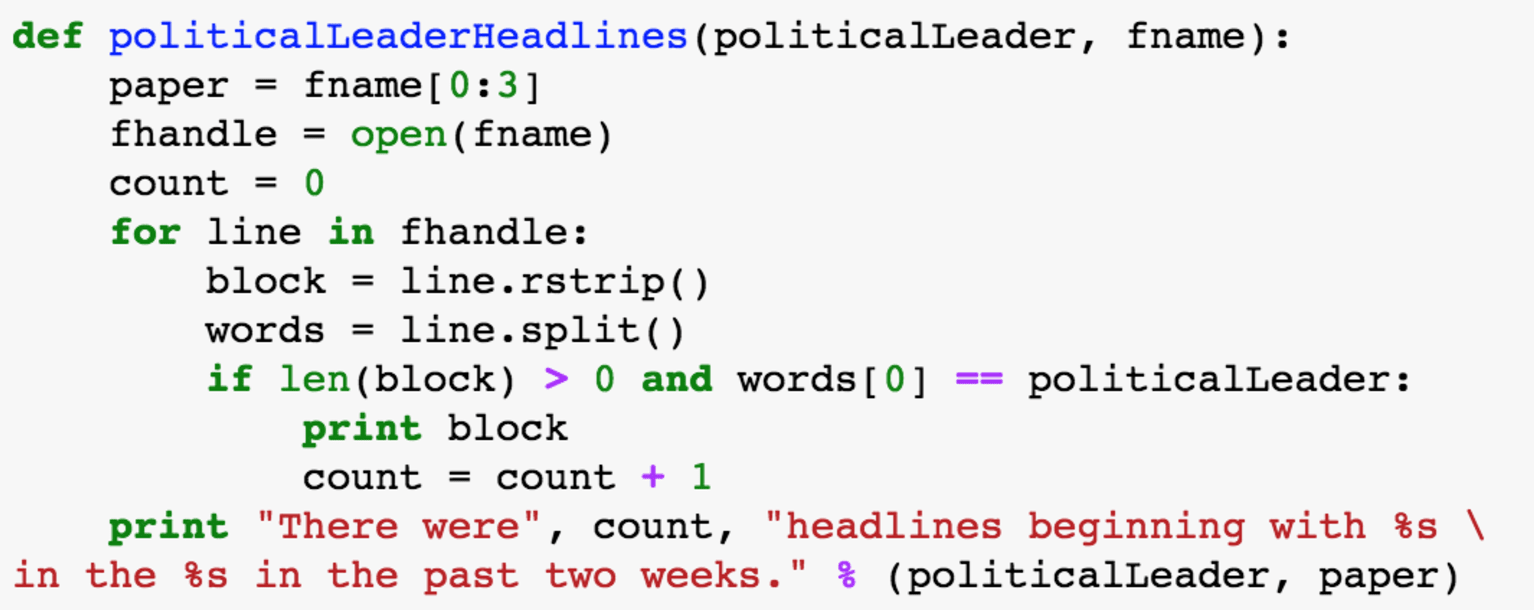 def politicalLeaderHeadlines(politicalLeader, fname):
    paper = fname[0:3]
    fhandle = open(fname)
    count = 0
    for line in fhandle:
        block = line.rstrip()
        words = line.split()
        if len(block) > 0 and words[0] == politicalLeader:
            print block
            count = count + 1
    print "There were", count, "headlines beginning with %s \
in the %s in the past two weeks." % (politicalLeader, paper)